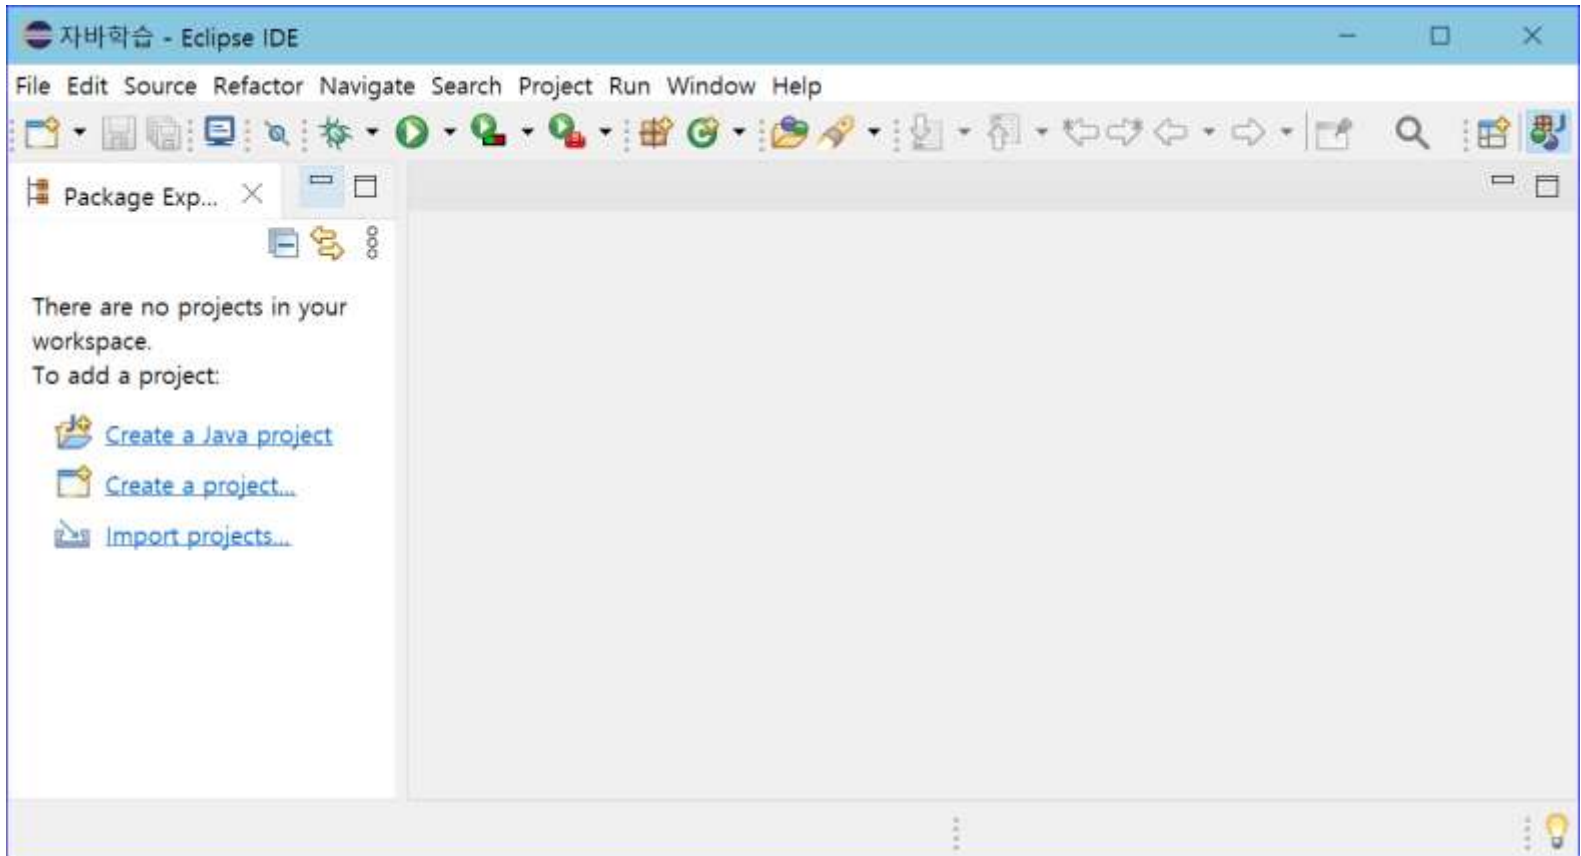 자바학습 - Eclipse IDE
File Edit Source Refactor Navigate Search Project Run Window Help
Package Exp...
There are no projects in your
workspace.
To add a project:
Create a Java project
Create a project...
Import projects...